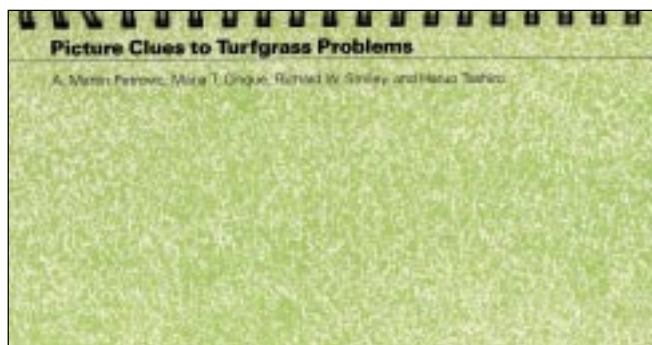 Picture Clues to Turfgrass Problems
A. Martin Petrovic, Maria T. Cinque, Richard W. Smiley, and Haruo Tashiro